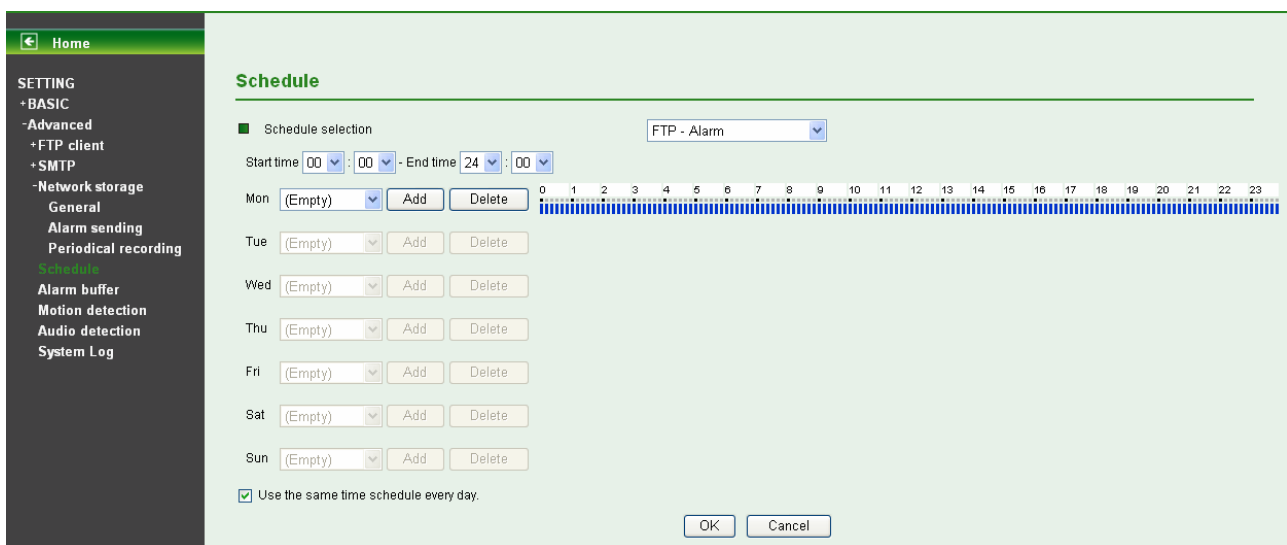 Home
SETTING
+BASIC
-Advanced
+FTP client
+SMTP
-Network storage
General
Alarm sending
Periodical recording
Schedule
Alarm buffer
Motion detection
Audio detection
System Log
Schedule
Schedule selection FTP - Alarm
Start time 00 : 00 - End time 24 : 00
Mon (Empty) Add Delete 0 1 2 3 4 5 6 7 8 9 10 11 12 13 14 15 16 17 18 19 20 21 22 23
Tue (Empty) Add Delete
Wed (Empty) Add Delete
Thu (Empty) Add Delete
Fri (Empty) Add Delete
Sat (Empty) Add Delete
Sun (Empty) Add Delete
Use the same time schedule every day.
OK Cancel